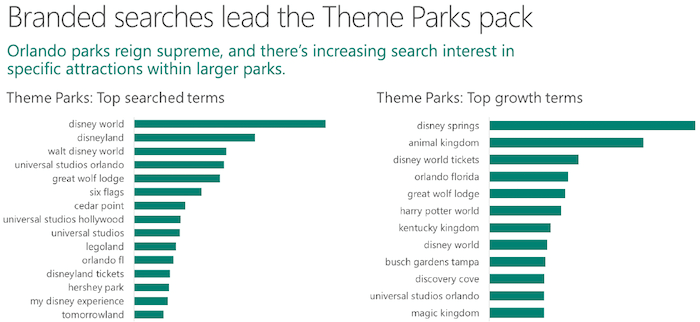 Branded searches lead the Theme Parks pack
Orlando parks reign supreme, and there's increasing search interest in
specific attractions within larger parks.
Theme Parks: Top searched terms
disney world
disneyland
walt disney world
universal studios orlando
great wolf lodge
six flags
cedar point
universal studios hollywood
universal studios
legoland
orlando fl
disneyland tickets
hershey park
my disney experience
tomorrowland
Theme Parks: Top growth terms
disney springs
animal kingdom
disney world tickets
orlando florida
great wolf lodge
harry potter world
kentucky kingdom
disney world
busch gardens tampa
discovery cove
universal studios orlando
magic kingdom